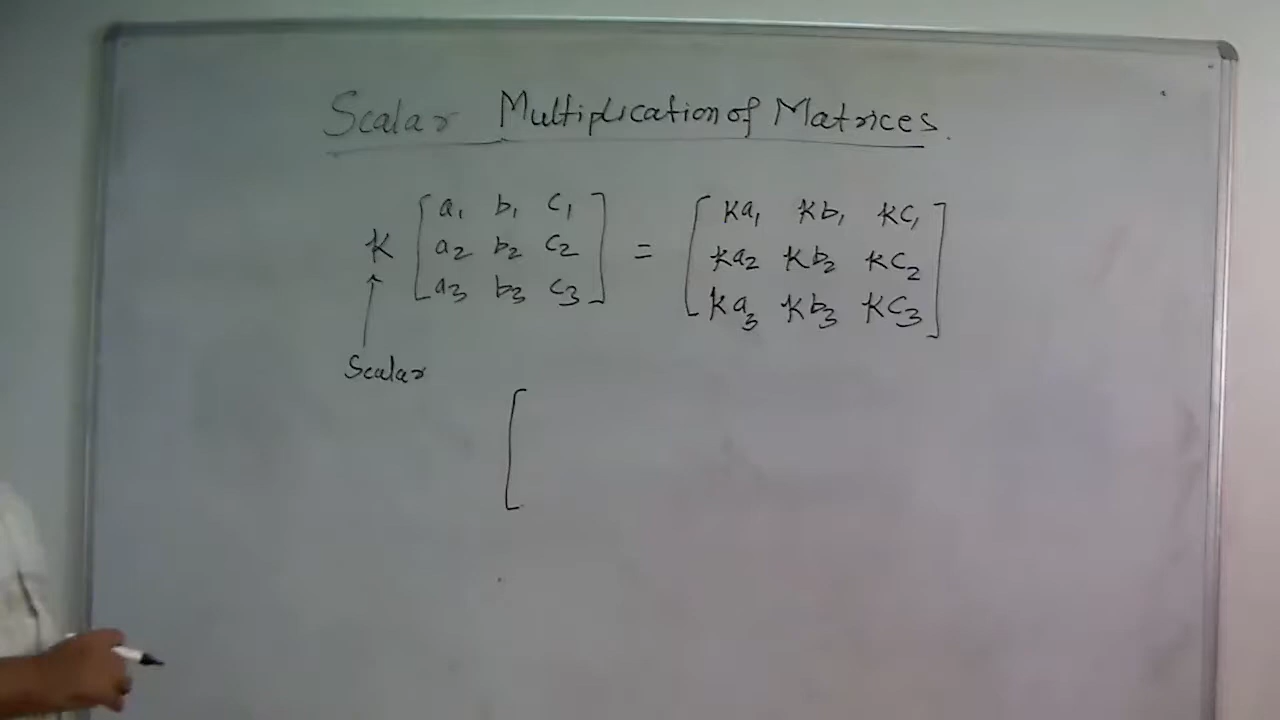 Scalar Multiplication of Matrices.
K [ a₁ b₁ c₁ ] = [ Ka₁ Kb₁ Kc₁ ]
[ a₂ b₂ c₂ ] [ Ka₂ Kb₂ Kc₂ ]
[ a₃ b₃ c₃ ] [ Ka₃ Kb₃ Kc₃ ]
Scalar
[